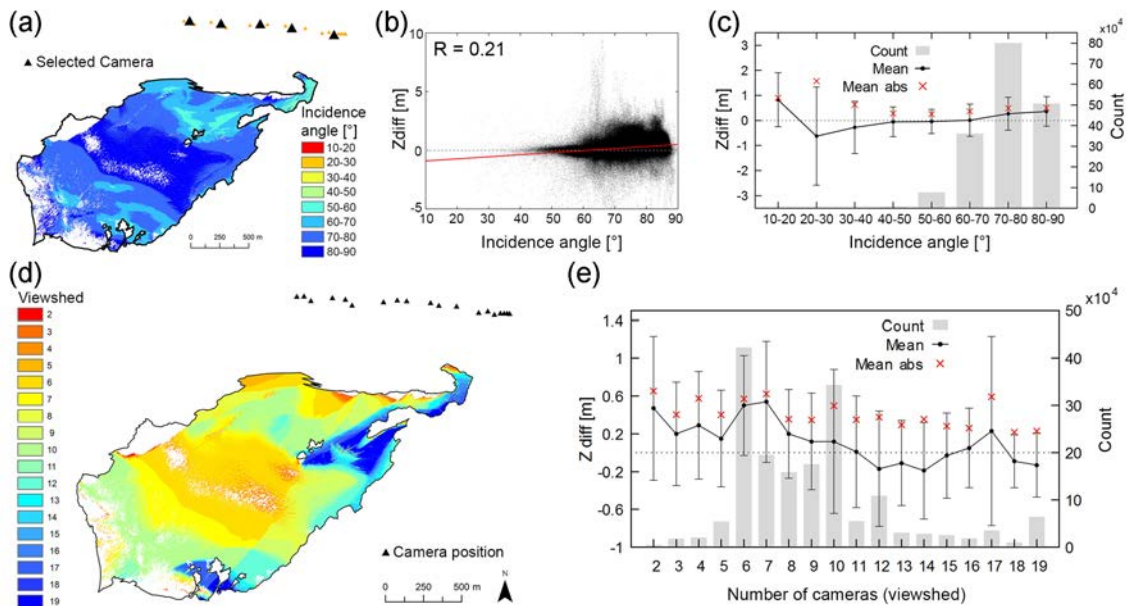 (a)
▲ Selected Camera
Incidence
angle [°]
10-20
20-30
30-40
40-50
50-60
60-70
70-80
80-90
0 250 500 m
(b)
R = 0.21
Zdiff [m]
10
5
0
-5
10 20 30 40 50 60 70 80 90
Incidence angle [°]
(c)
Count
Mean
Mean abs
Zdiff [m]
3
2
1
0
-1
-2
-3
x10⁴
80
70
60
50
40
30
20
10
0
Count
10-20 20-30 30-40 40-50 50-60 60-70 70-80 80-90
Incidence angle [°]
(d)
Viewshed
2
3
4
5
6
7
8
9
10
11
12
13
14
15
16
17
18
19
▲ Camera position
0 250 500 m
N
(e)
Count
Mean
Mean abs
Z diff [m]
1.4
1
0.6
0.2
-0.2
-0.6
-1
x10⁴
50
40
30
20
10
0
Count
2 3 4 5 6 7 8 9 10 11 12 13 14 15 16 17 18 19
Number of cameras (viewshed)